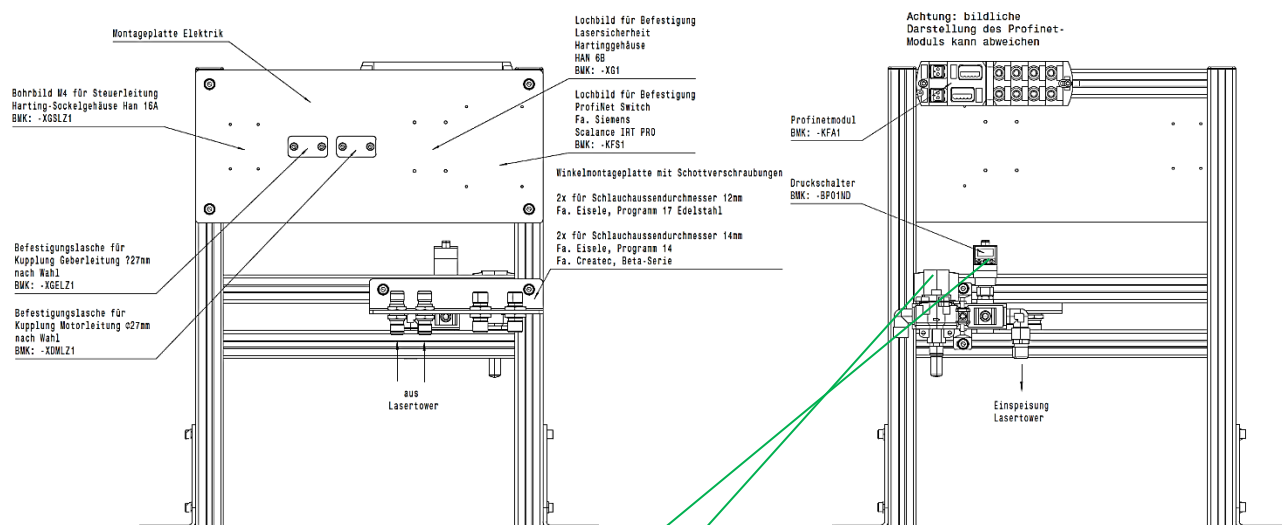 Montageplatte Elektrik
Bohrbild M4 für Steuerleitung
Harting-Sockelgehäuse Han 16A
BMK: -XGSLZ1
Befestigungslasche für
Kupplung Geberleitung ?27mm
nach Wahl
BMK: -XGELZ1
Befestigungslasche für
Kupplung Motorleitung ¢27mm
nach Wahl
BMK: -XDMLZ1
Lochbild für Befestigung
Lasersicherheit
Hartinggehäuse
HAN 6B
BMK: -XG1
Lochbild für Befestigung
ProfiNet Switch
Fa. Siemens
Scalance IRT PRO
BMK: -KFS1
Winkelmontageplatte mit Schottverschraubungen
2x für Schlauchaussendurchmesser 12mm
Fa. Eisele, Programm 17 Edelstahl
2x für Schlauchaussendurchmesser 14mm
Fa. Eisele, Programm 14
Fa. Createc, Beta-Serie
aus
Lasertower
Achtung: bildliche
Darstellung des Profinet-
Moduls kann abweichen
Profinetmodul
BMK: -KFA1
Druckschalter
BMK: -BP01ND
Einspeisung
Lasertower